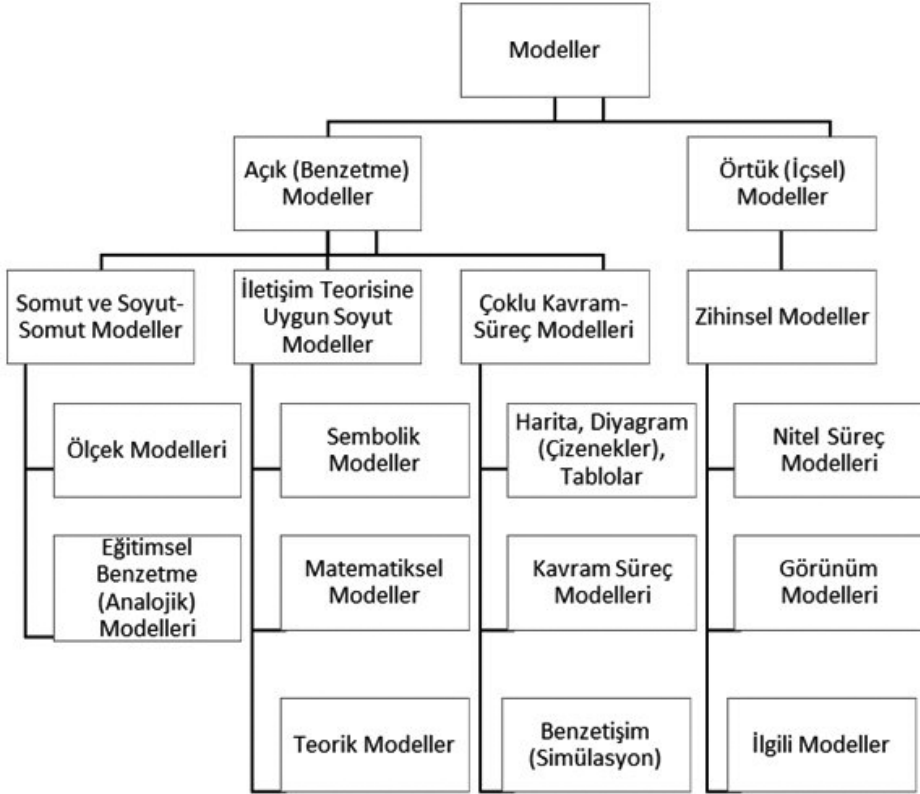 Modeller
Açık (Benzetme)
Modeller
Örtük (İçsel)
Modeller
Somut ve Soyut-
Somut Modeller
İletişim Teorisine
Uygun Soyut
Modeller
Çoklu Kavram-
Süreç Modelleri
Zihinsel Modeller
Ölçek Modelleri
Sembolik
Modeller
Harita, Diyagram
(Çizenekler),
Tablolar
Nitel Süreç
Modelleri
Eğitimsel
Benzetme
(Analojik)
Modelleri
Matematiksel
Modeller
Kavram Süreç
Modelleri
Görünüm
Modelleri
Teorik Modeller
Benzetişim
(Simülasyon)
İlgili Modeller